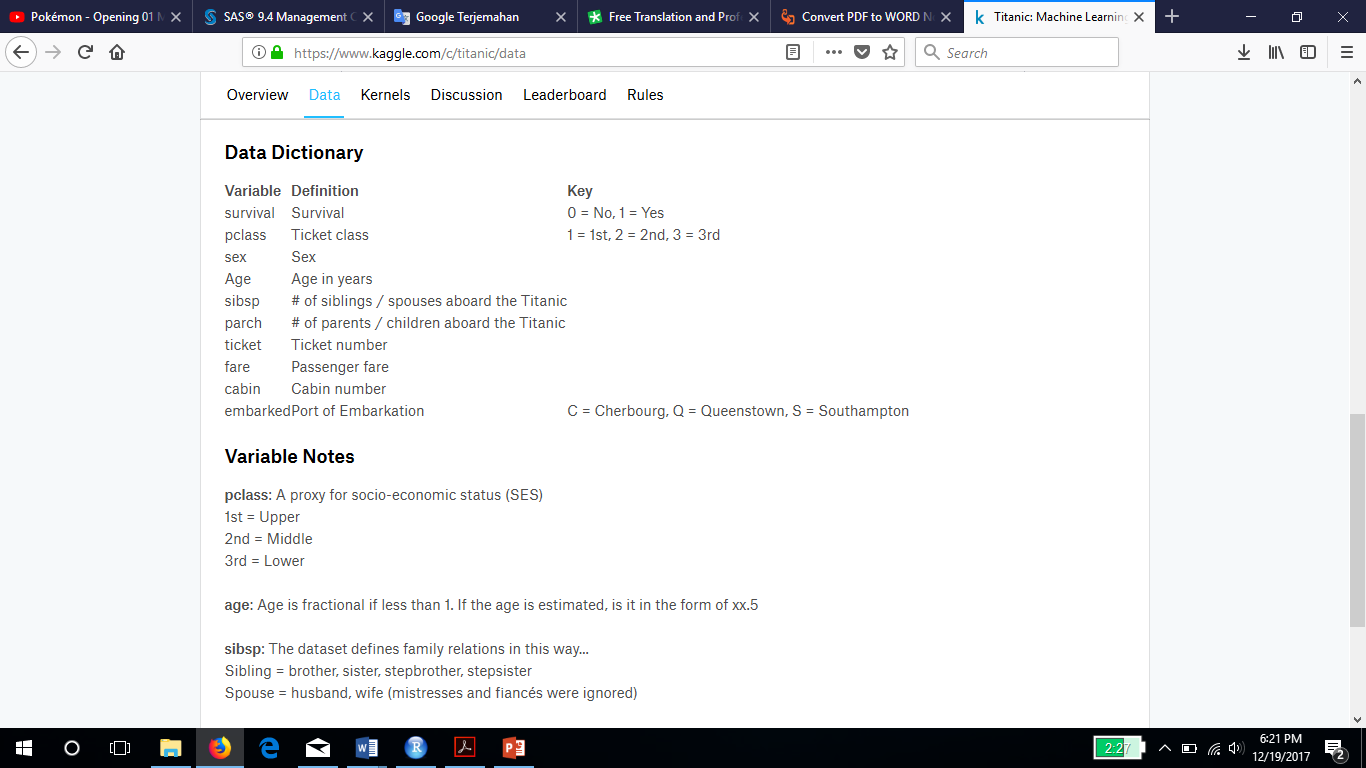 Pokémon - Opening 01 M
SAS® 9.4 Management C
Google Terjemahan
Free Translation and Prof
Convert PDF to WORD N
Titanic: Machine Learning
https://www.kaggle.com/c/titanic/data
Search
Overview Data Kernels Discussion Leaderboard Rules
Data Dictionary
Variable Definition Key
survival Survival 0 = No, 1 = Yes
pclass Ticket class 1 = 1st, 2 = 2nd, 3 = 3rd
sex Sex
Age Age in years
sibsp # of siblings / spouses aboard the Titanic
parch # of parents / children aboard the Titanic
ticket Ticket number
fare Passenger fare
cabin Cabin number
embarked Port of Embarkation C = Cherbourg, Q = Queenstown, S = Southampton
Variable Notes
pclass: A proxy for socio-economic status (SES)
1st = Upper
2nd = Middle
3rd = Lower
age: Age is fractional if less than 1. If the age is estimated, is it in the form of xx.5
sibsp: The dataset defines family relations in this way...
Sibling = brother, sister, stepbrother, stepsister
Spouse = husband, wife (mistresses and fiancés were ignored)
2:27
6:21 PM
12/19/2017
2